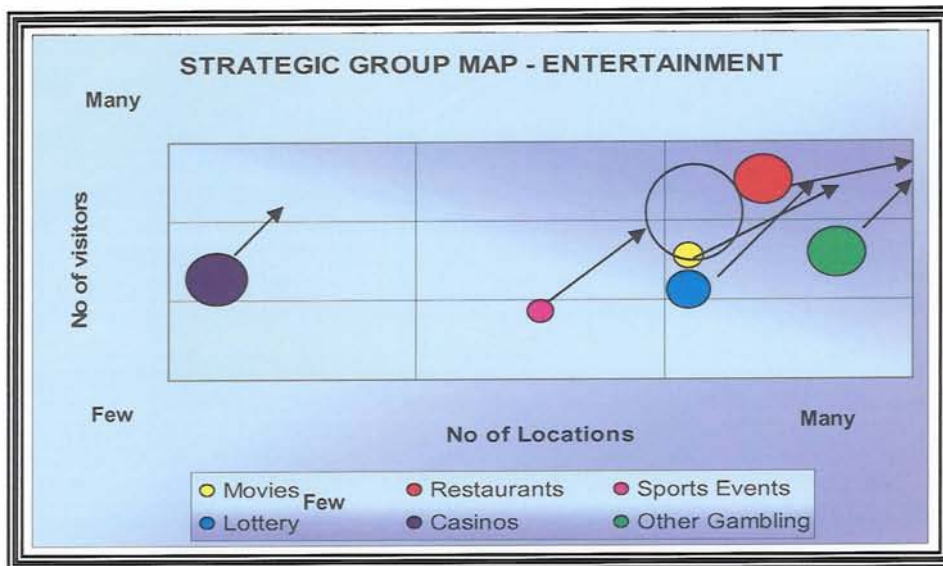 STRATEGIC GROUP MAP - ENTERTAINMENT
Many
No of visitors
Few
Many
No of Locations
Movies Few Restaurants Sports Events
Lottery Casinos Other Gambling